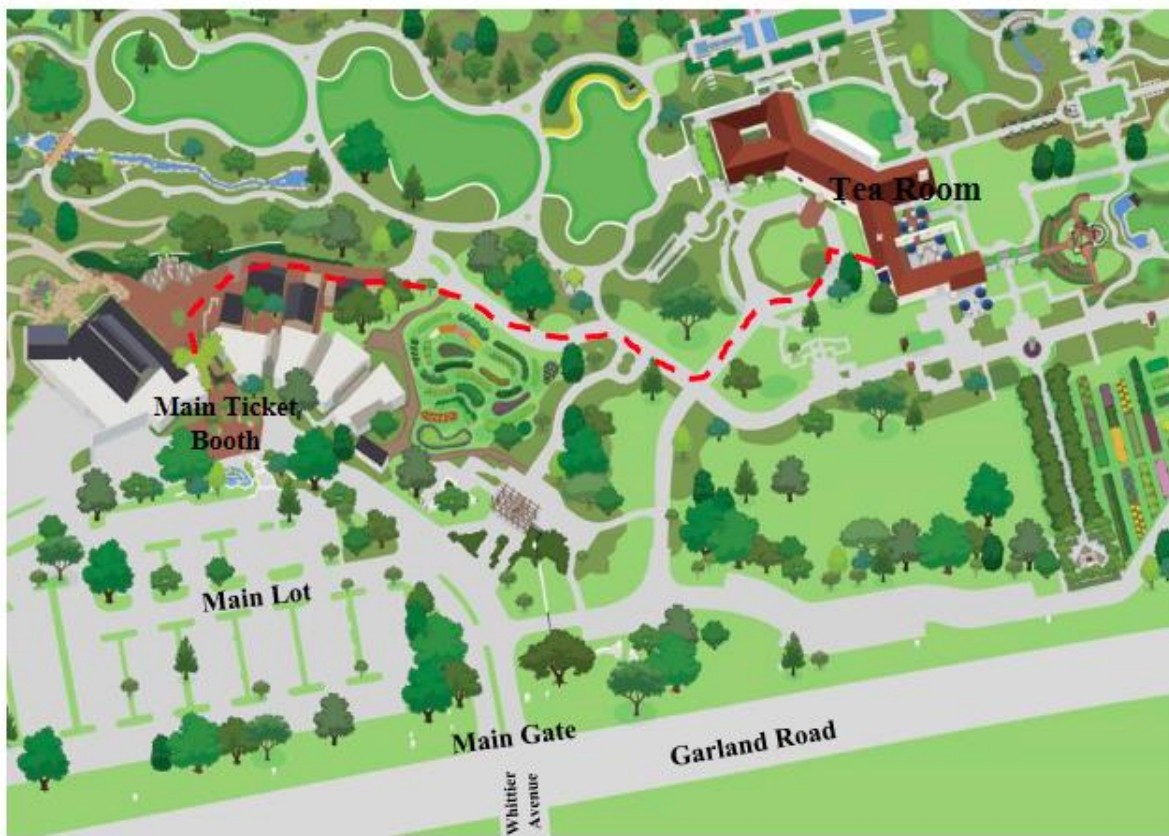 Tea Room
Main Ticket
Booth
Main Lot
Main Gate
Garland Road
Whittier
Avenue